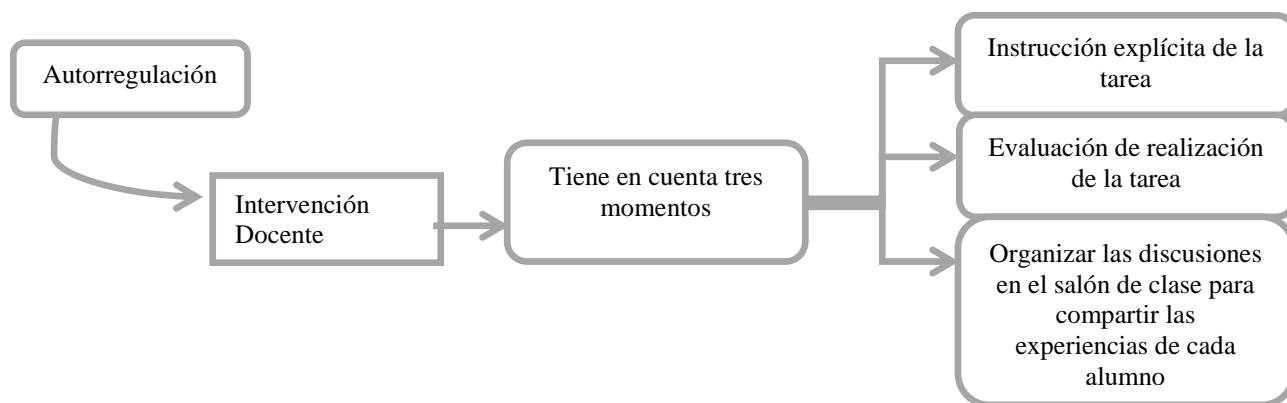 Autorregulación
Intervención
Docente
Tiene en cuenta tres
momentos
Instrucción explícita de la
tarea
Evaluación de realización
de la tarea
Organizar las discusiones
en el salón de clase para
compartir las
experiencias de cada
alumno